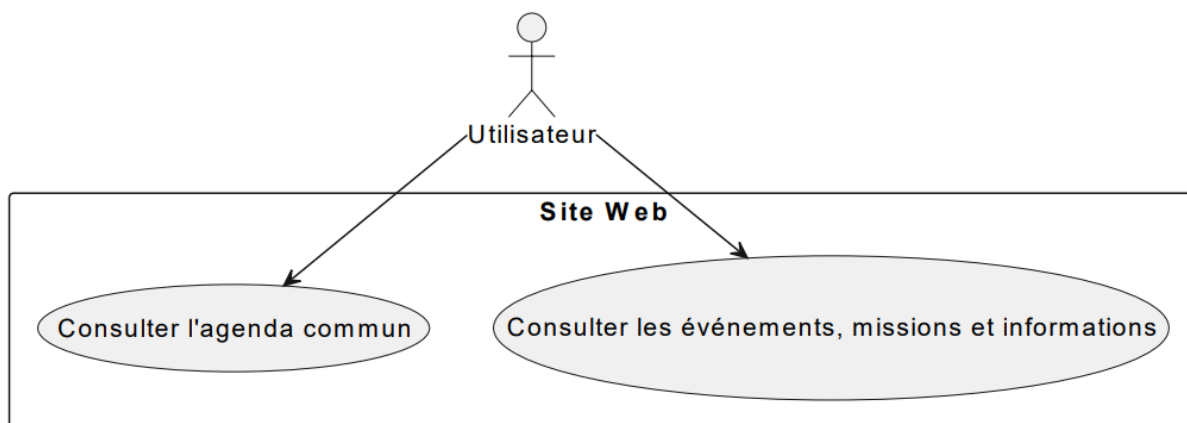 Utilisateur
Site Web
Consulter l'agenda commun
Consulter les événements, missions et informations